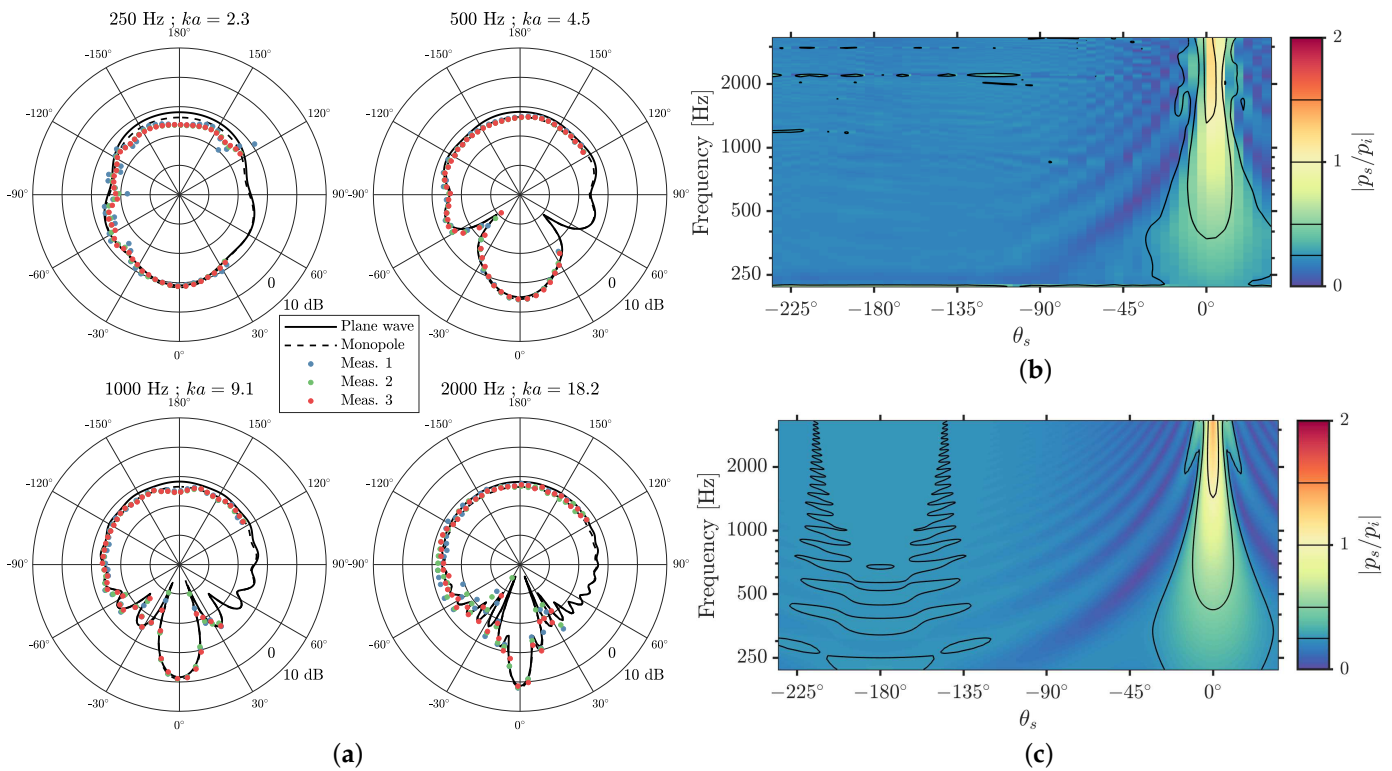 250 Hz ; ka = 2.3
180°
-150° 150°
-120° 120°
-90° 90°
-60° 60°
-30° 30°
0°
0
10 dB
500 Hz ; ka = 4.5
180°
-150° 150°
-120° 120°
-90° 90°
-60° 60°
-30° 30°
0°
0
10 dB
Plane wave
Monopole
Meas. 1
Meas. 2
Meas. 3
1000 Hz ; ka = 9.1
180°
-150° 150°
-120° 120°
-90° 90°
-60° 60°
-30° 30°
0°
0
10 dB
2000 Hz ; ka = 18.2
180°
-150° 150°
-120° 120°
-90° 90°
-60° 60°
-30° 30°
0°
0
10 dB
(a)
Frequency [Hz]
2000
1000
500
250
-225° -180° -135° -90° -45° 0°
θs
2
1
0
|ps/pi|
(b)
Frequency [Hz]
2000
1000
500
250
-225° -180° -135° -90° -45° 0°
θs
2
1
0
|ps/pi|
(c)